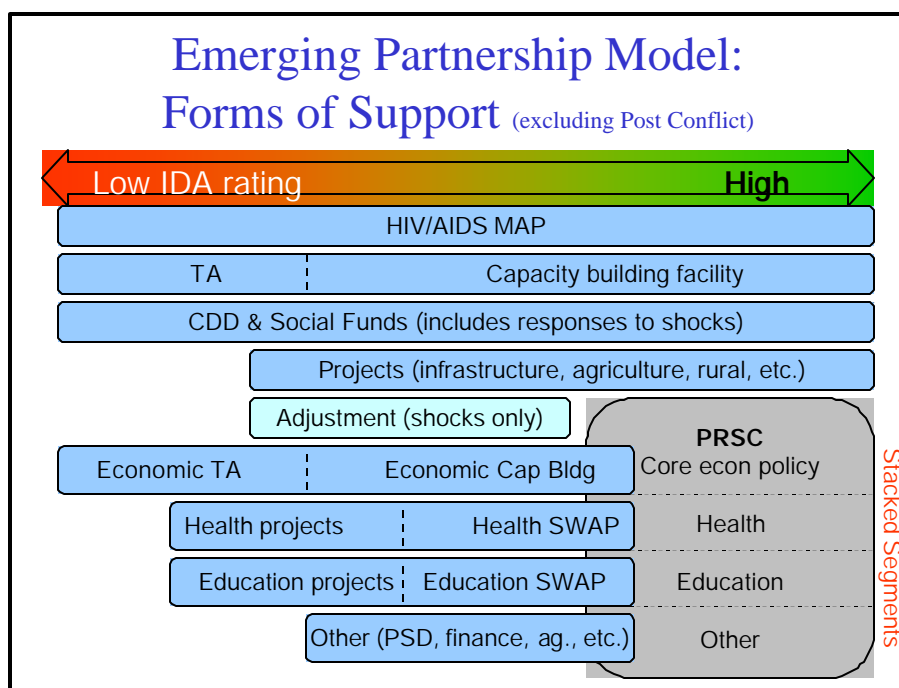 Emerging Partnership Model:
Forms of Support (excluding Post Conflict)
Low IDA rating High
HIV/AIDS MAP
TA Capacity building facility
CDD & Social Funds (includes responses to shocks)
Projects (infrastructure, agriculture, rural, etc.)
Adjustment (shocks only)
PRSC
Core econ policy
Economic TA Economic Cap Bldg
Health projects Health SWAP Health
Education projects Education SWAP Education
Other (PSD, finance, ag., etc.) Other
Stacked Segments